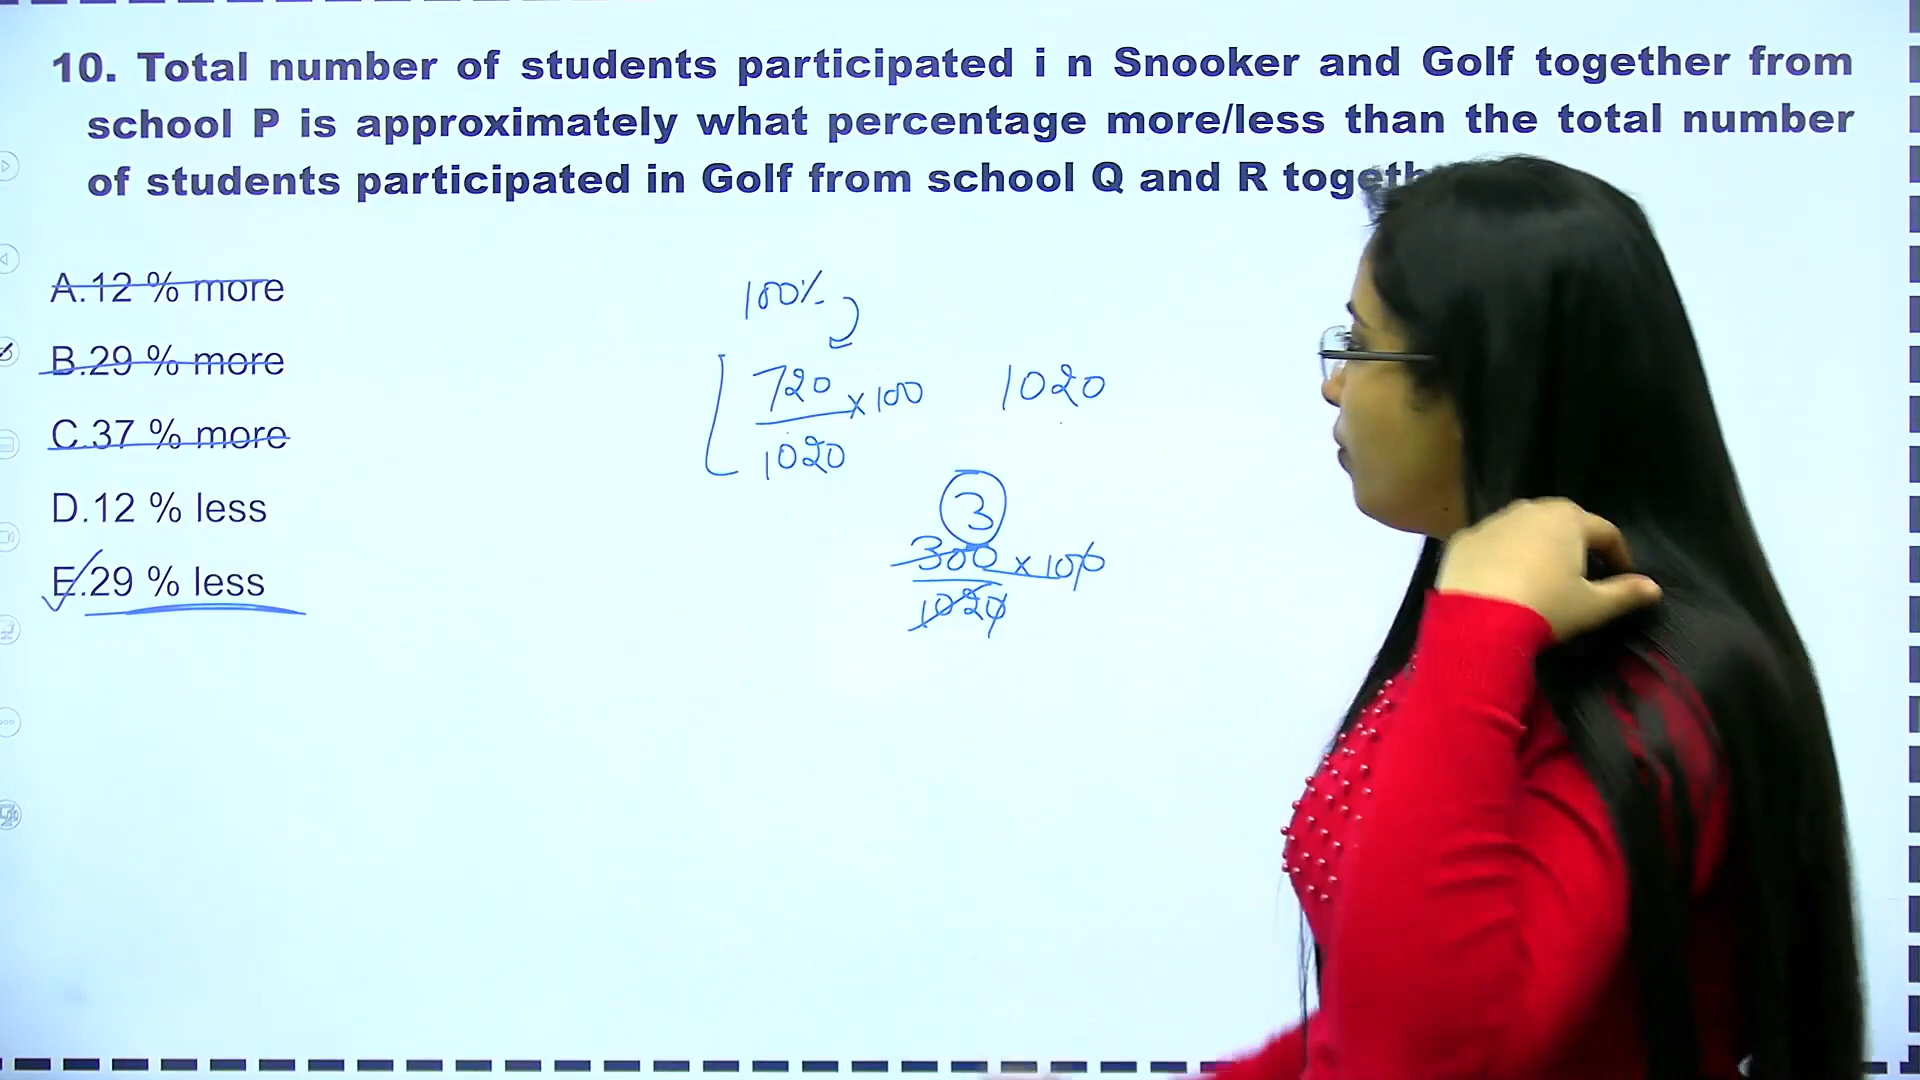 10. Total number of students participated i n Snooker and Golf together from
school P is approximately what percentage more/less than the total number
of students participated in Golf from school Q and R
A.12 % more
B.29 % more
C.37 % more
D.12 % less
E.29 % less
100%
720 × 100
1020
1020
3
300 × 100
1020